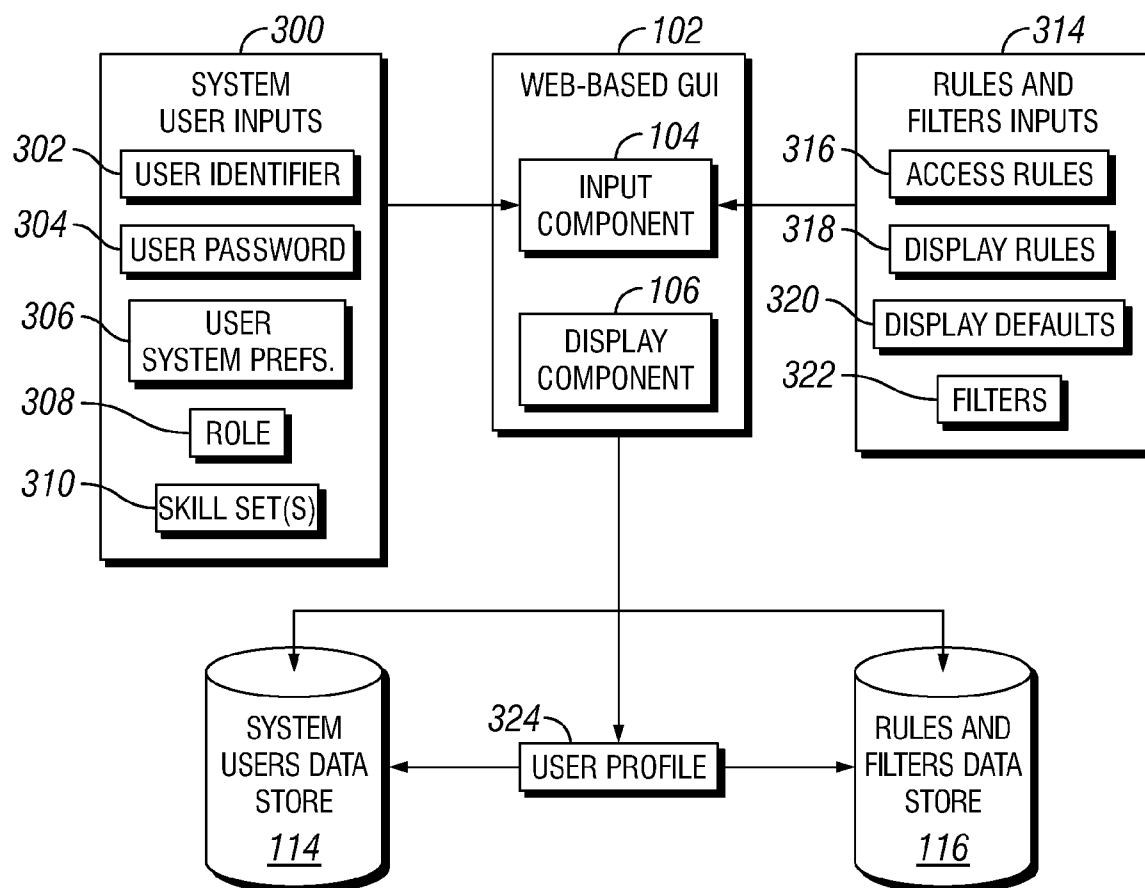 300
SYSTEM
USER INPUTS
302
USER IDENTIFIER
304
USER PASSWORD
306
USER
SYSTEM PREFS.
308
ROLE
310
SKILL SET(S)
102
WEB-BASED GUI
104
INPUT
COMPONENT
106
DISPLAY
COMPONENT
314
RULES AND
FILTERS INPUTS
316
ACCESS RULES
318
DISPLAY RULES
320
DISPLAY DEFAULTS
322
FILTERS
SYSTEM
USERS DATA
STORE
114
324
USER PROFILE
RULES AND
FILTERS DATA
STORE
116